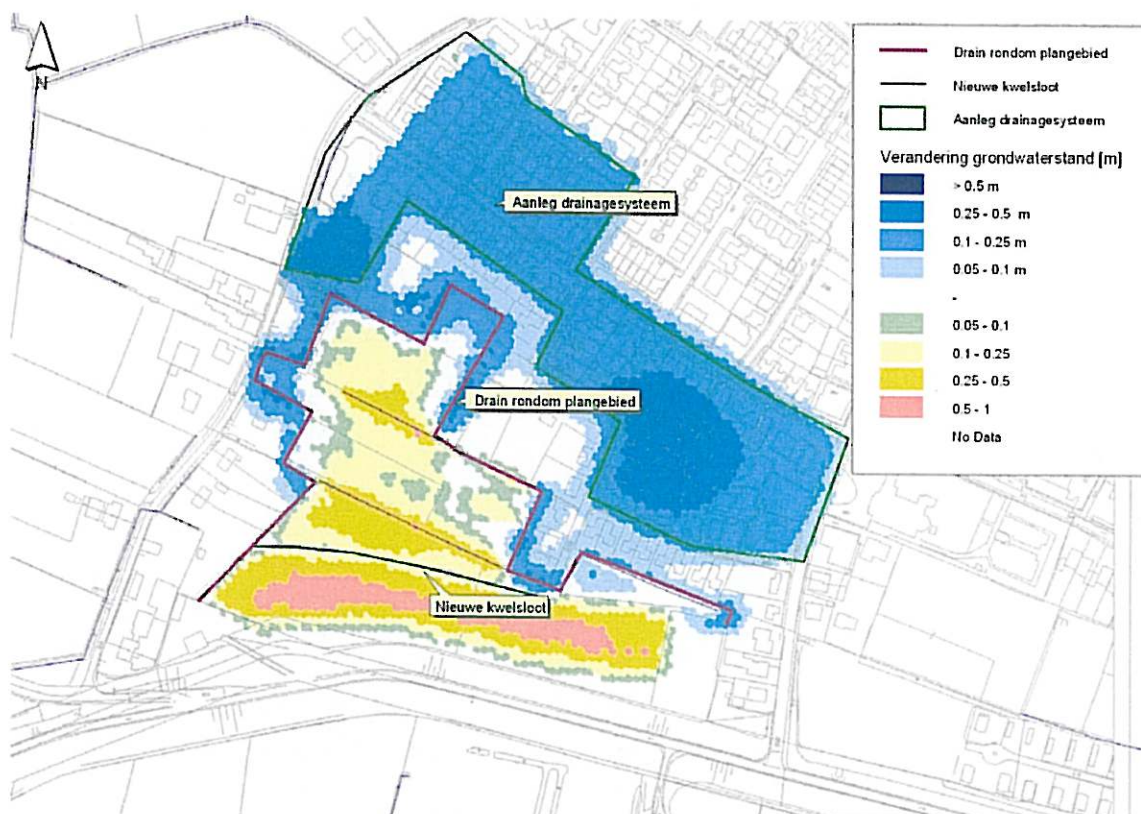 N
Aanleg drainagesysteem
Drain rondom plangebied
Nieuwe kwelsloot
Drain rondom plangebied
Nieuwe kwelsloot
Aanleg drainagesysteem
Verandering grondwaterstand [m]
> 0.5 m
0.25 - 0.5 m
0.1 - 0.25 m
0.05 - 0.1 m
-
0.05 - 0.1
0.1 - 0.25
0.25 - 0.5
0.5 - 1
No Data